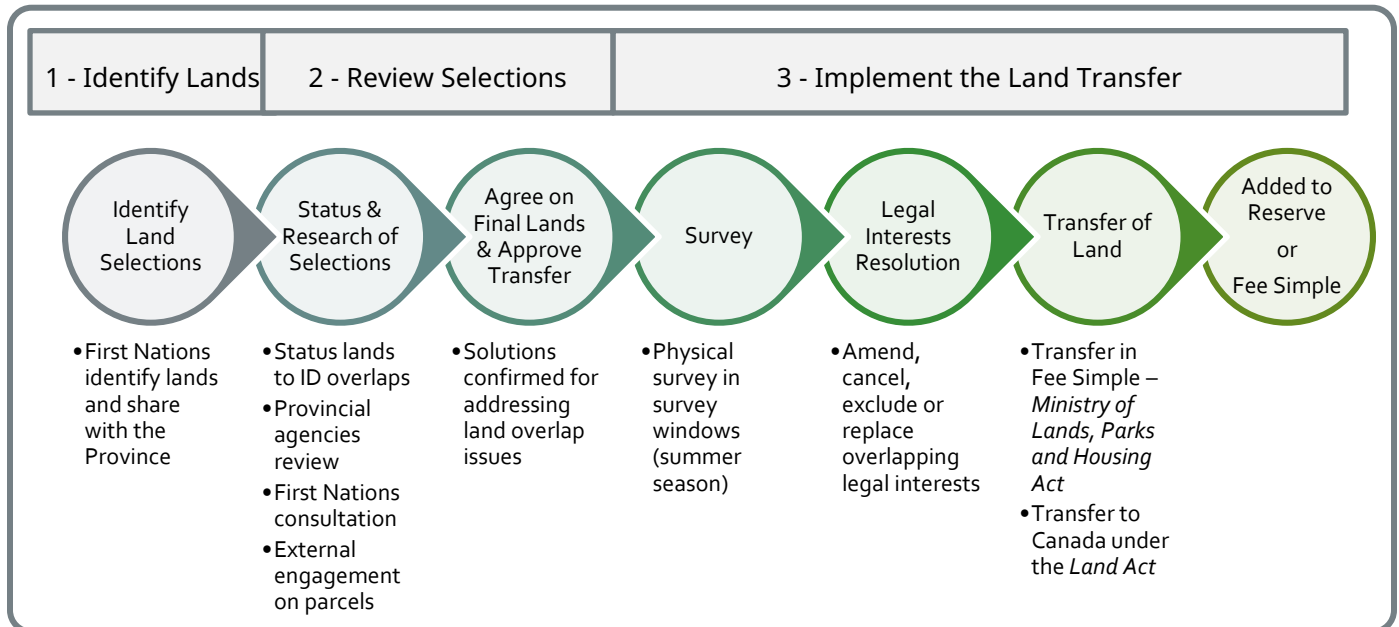 1 - Identify Lands
2 - Review Selections
3 - Implement the Land Transfer
Identify
Land
Selections
Status &
Research of
Selections
Agree on
Final Lands
& Approve
Transfer
Survey
Legal
Interests
Resolution
Transfer of
Land
Added to
Reserve
or
Fee Simple
•First Nations
identify lands
and share
with the
Province
•Status lands
to ID overlaps
•Provincial
agencies
review
•First Nations
consultation
•External
engagement
on parcels
•Solutions
confirmed for
addressing
land overlap
issues
•Physical
survey in
survey
windows
(summer
season)
•Amend,
cancel,
exclude or
replace
overlapping
legal interests
•Transfer in
Fee Simple –
Ministry of
Lands, Parks
and Housing
Act
•Transfer to
Canada under
the Land Act